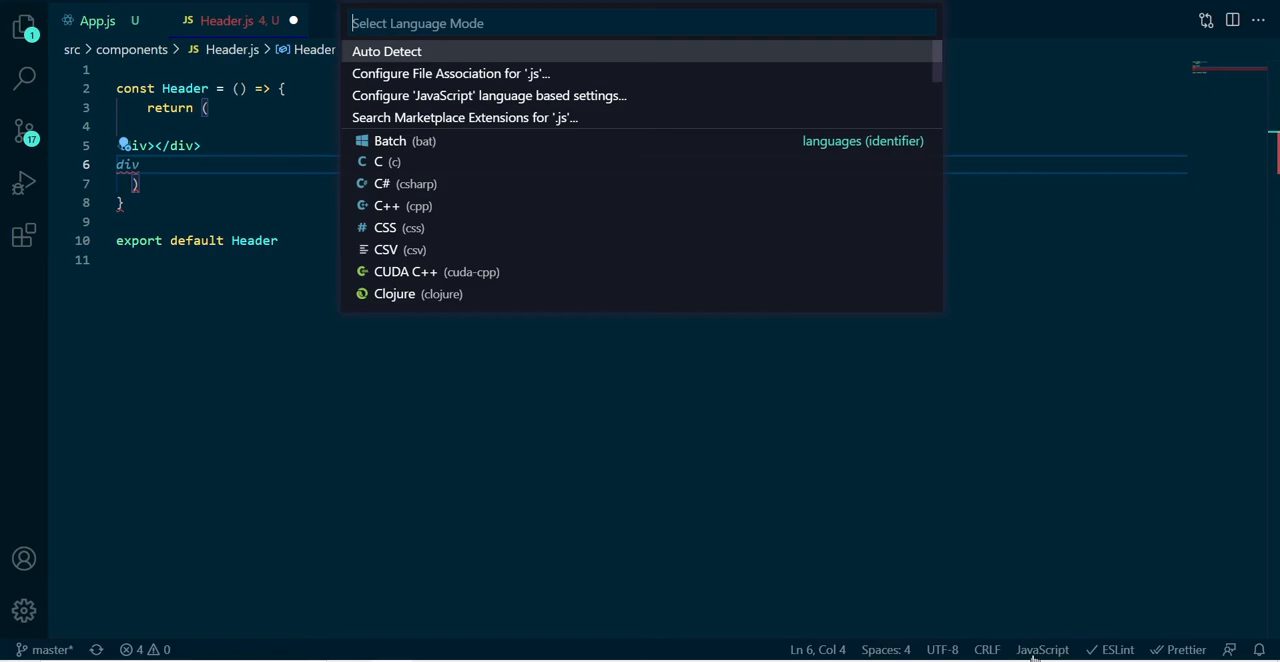 App.js U
JS Header.js 4, U
1
src > components > JS Header.js > Header
Select Language Mode
Auto Detect
Configure File Association for '.js'...
Configure 'JavaScript' language based settings...
Search Marketplace Extensions for '.js'...
Batch (bat) languages (identifier)
C (c)
C# (csharp)
C++ (cpp)
CSS (css)
CSV (csv)
CUDA C++ (cuda-cpp)
Clojure (clojure)
17
1
2 const Header = () => {
3 return (
4
5 iv></div>
6 div
7 )
8 }
9
10 export default Header
11
master* 4 0 Ln 6, Col 4 Spaces: 4 UTF-8 CRLF JavaScript ESLint Prettier